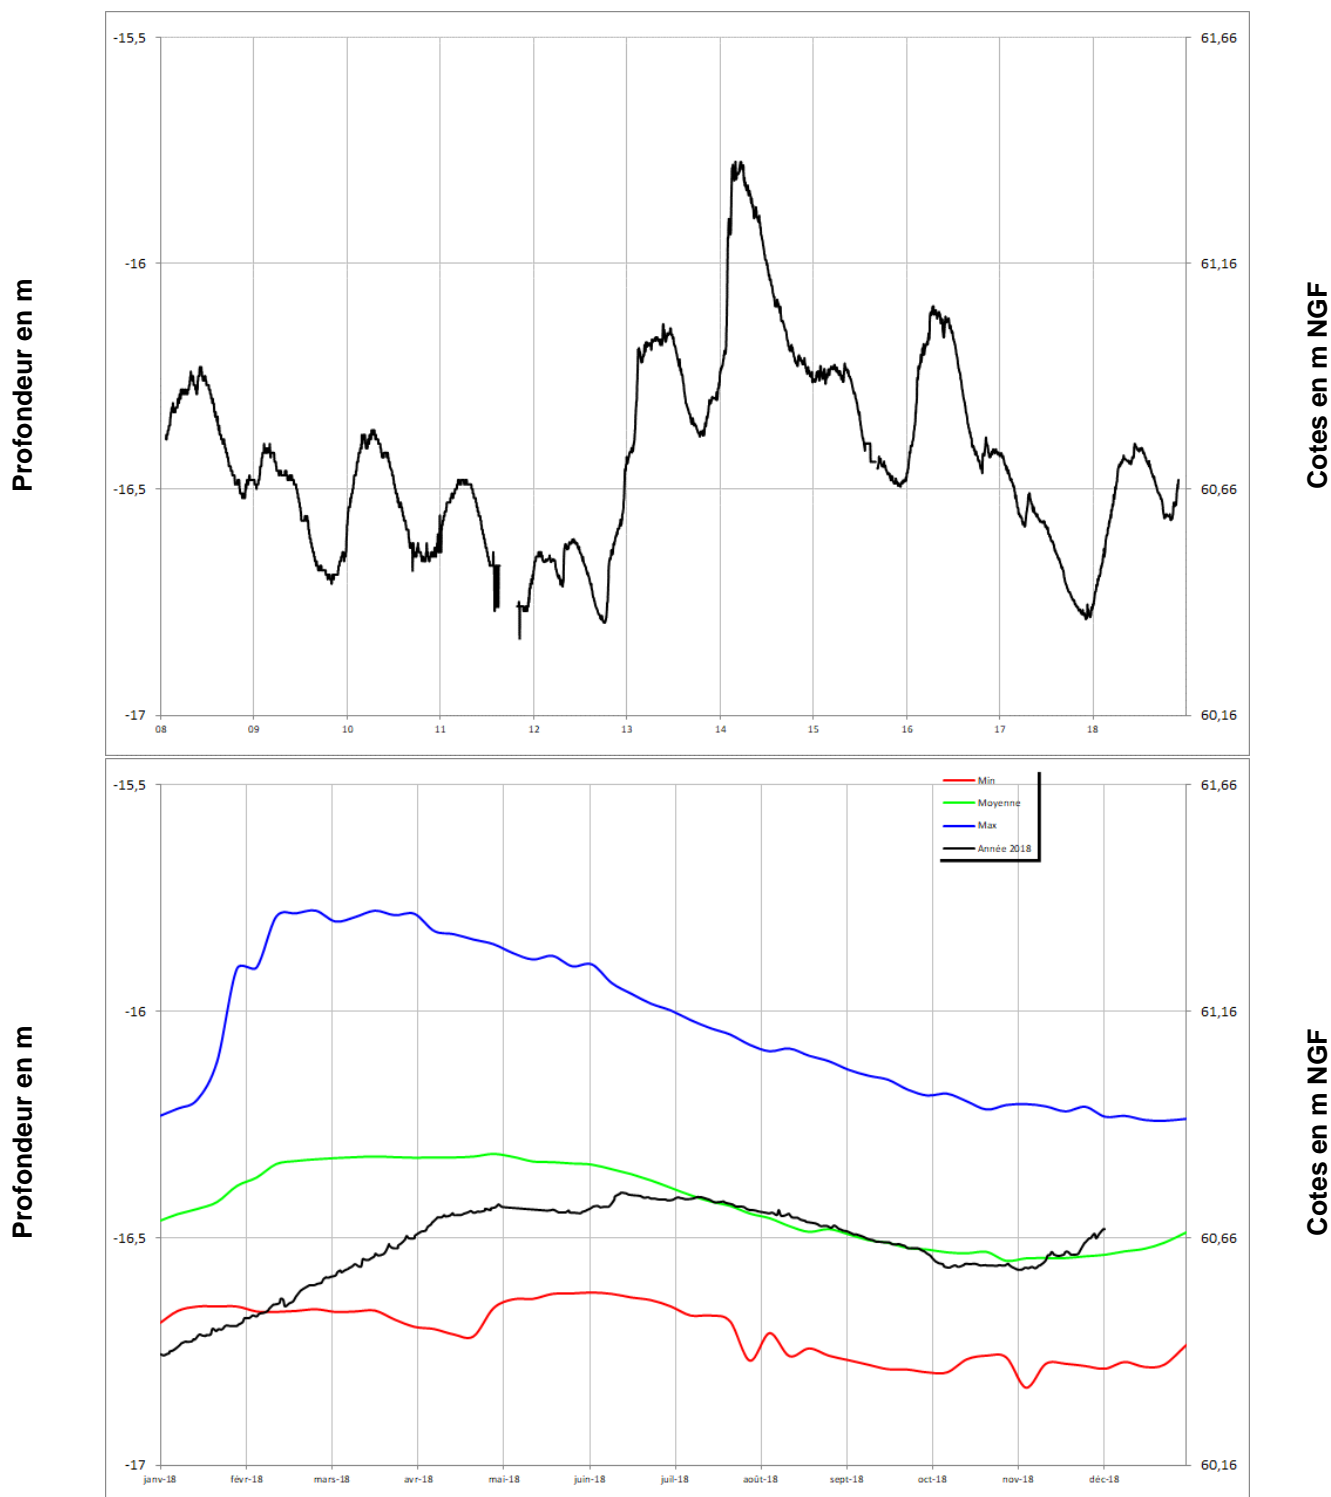 -15,5
61,66
-16
61,16
Profondeur en m
Cotes en m NGF
-16,5
60,66
-17
60,16
08
09
10
11
12
13
14
15
16
17
18
-15,5
61,66
Min
Moyenne
Max
Année 2018
-16
61,16
Profondeur en m
Cotes en m NGF
-16,5
60,66
-17
60,16
janv-18
févr-18
mars-18
avr-18
mai-18
juin-18
juil-18
août-18
sept-18
oct-18
nov-18
déc-18